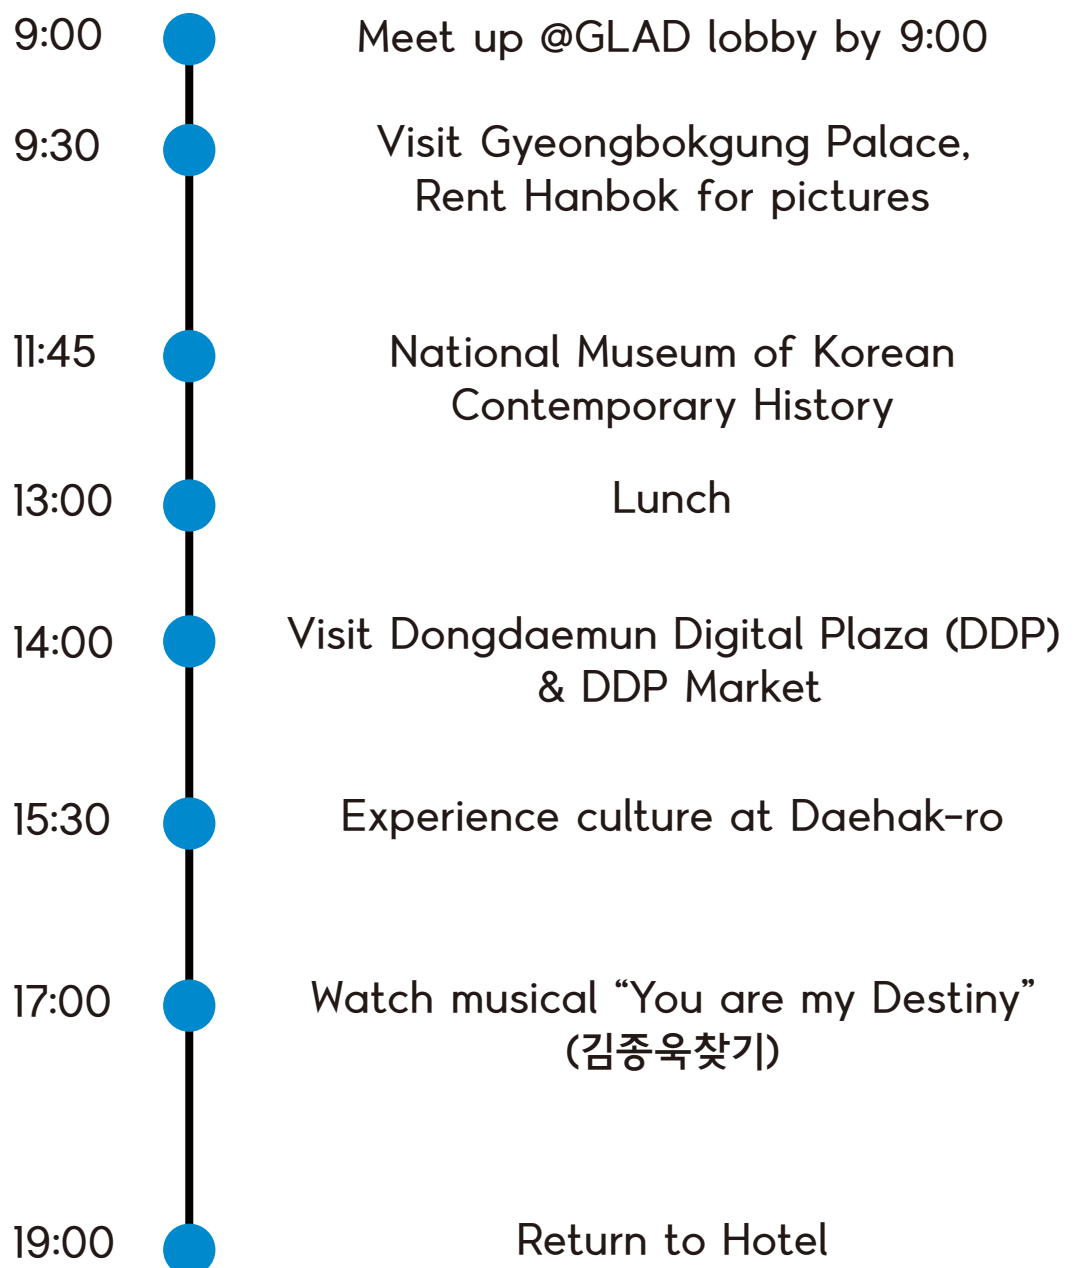 9:00
Meet up @GLAD lobby by 9:00
9:30
Visit Gyeongbokgung Palace,
Rent Hanbok for pictures
11:45
National Museum of Korean
Contemporary History
13:00
Lunch
14:00
Visit Dongdaemun Digital Plaza (DDP)
& DDP Market
15:30
Experience culture at Daehak-ro
17:00
Watch musical “You are my Destiny”
(김종욱찾기)
19:00
Return to Hotel